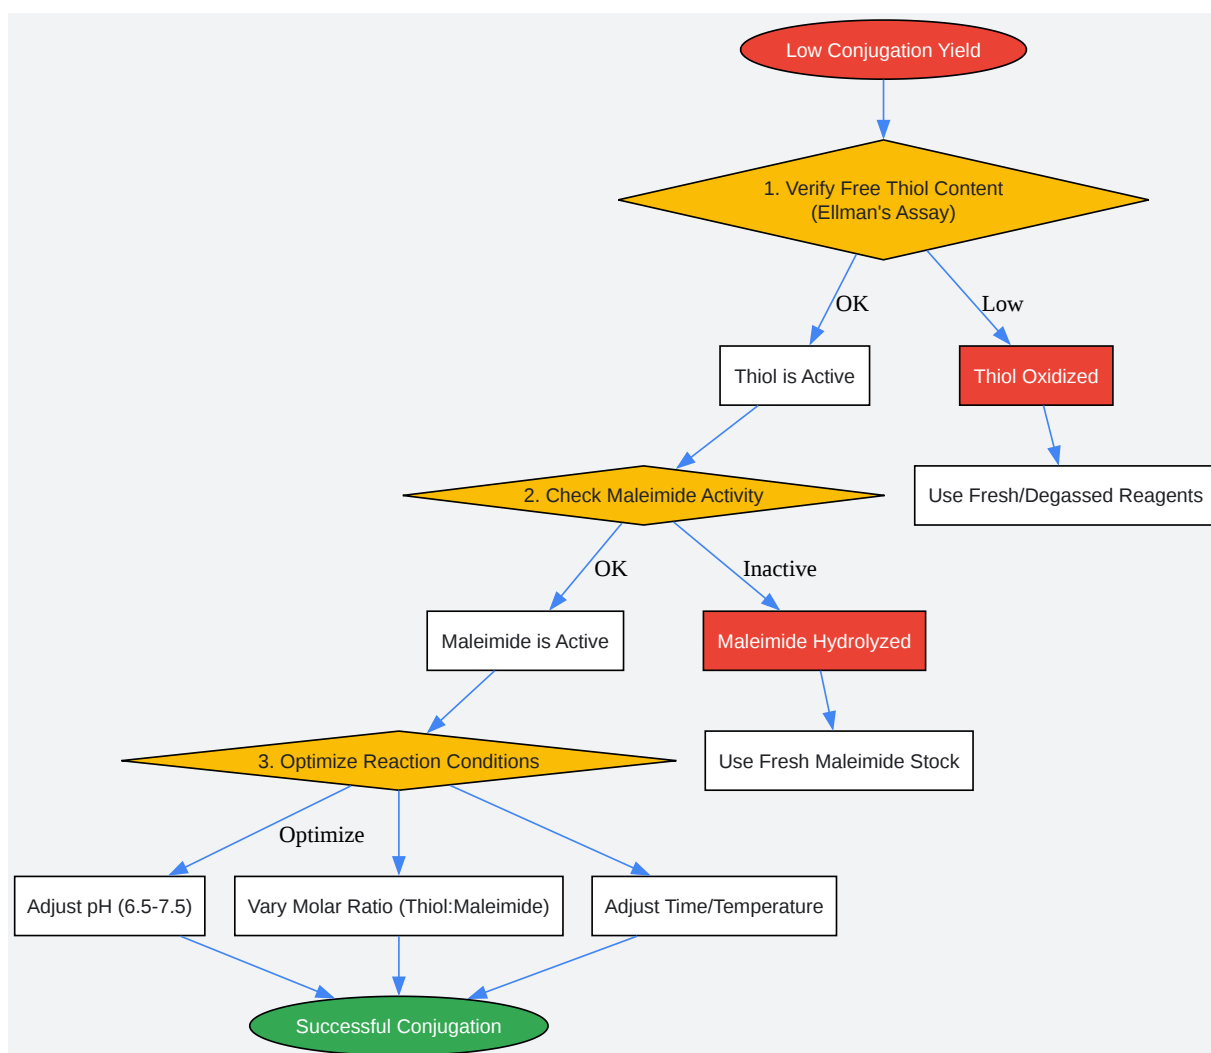 Low Conjugation Yield
1. Verify Free Thiol Content
(Ellman's Assay)
OK
Low
Thiol is Active
Thiol Oxidized
2. Check Maleimide Activity
Use Fresh/Degassed Reagents
OK
Inactive
Maleimide is Active
Maleimide Hydrolyzed
3. Optimize Reaction Conditions
Use Fresh Maleimide Stock
Optimize
Adjust pH (6.5-7.5)
Vary Molar Ratio (Thiol:Maleimide)
Adjust Time/Temperature
Successful Conjugation